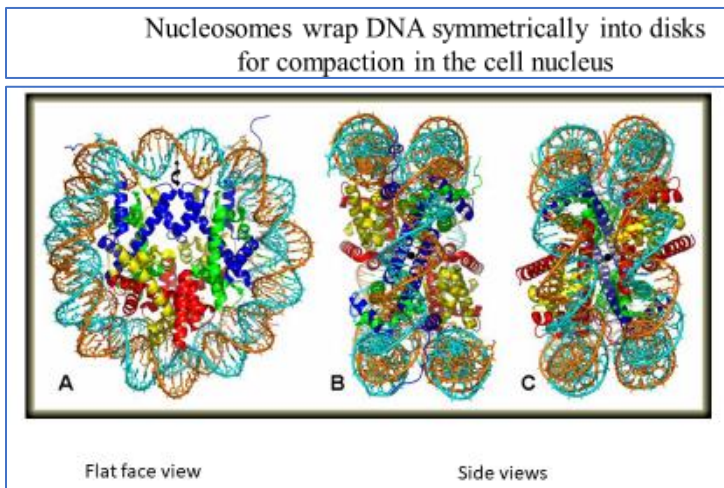 Nucleosomes wrap DNA symmetrically into disks
for compaction in the cell nucleus
A
B
C
Flat face view
Side views